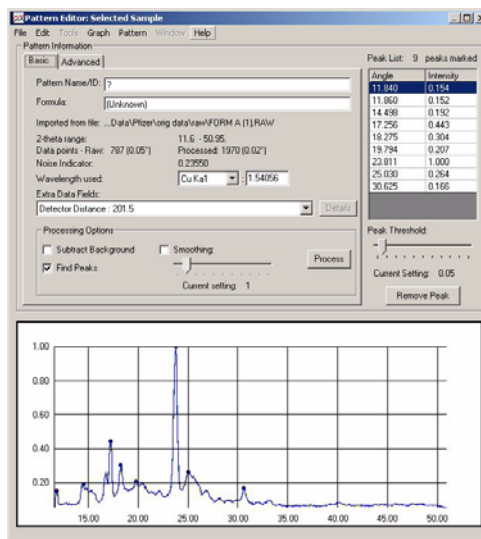 Pattern Editor: Selected Sample
File Edit Tools Graph Pattern Window Help
Pattern Information
Basic Advanced
Pattern Name/ID: ?
Formula: (Unknown)
Imported from file: ...Data\Pfizer\orig data\raw\FORM A (1).RAW
2-theta range: 11.6 - 50.95.
Data points - Raw: 787 (0.05°) Processed: 1970 (0.02°)
Noise Indicator: 0.23550
Wavelength used: Cu Ka1 : 1.54056
Extra Data Fields:
Detector Distance : 201.5 Details
Processing Options
Subtract Background Smoothing:
Find Peaks Process
Current setting: 1
Peak List: 9 peaks marked
Angle Intensity
11.840 0.154
11.860 0.152
14.498 0.192
17.256 0.443
18.275 0.304
19.794 0.207
23.811 1.000
25.030 0.264
30.625 0.166
Peak Threshold:
Current Setting: 0.05
Remove Peak
1.00
0.80
0.60
0.40
0.20
15.00 20.00 25.00 30.00 35.00 40.00 45.00 50.00